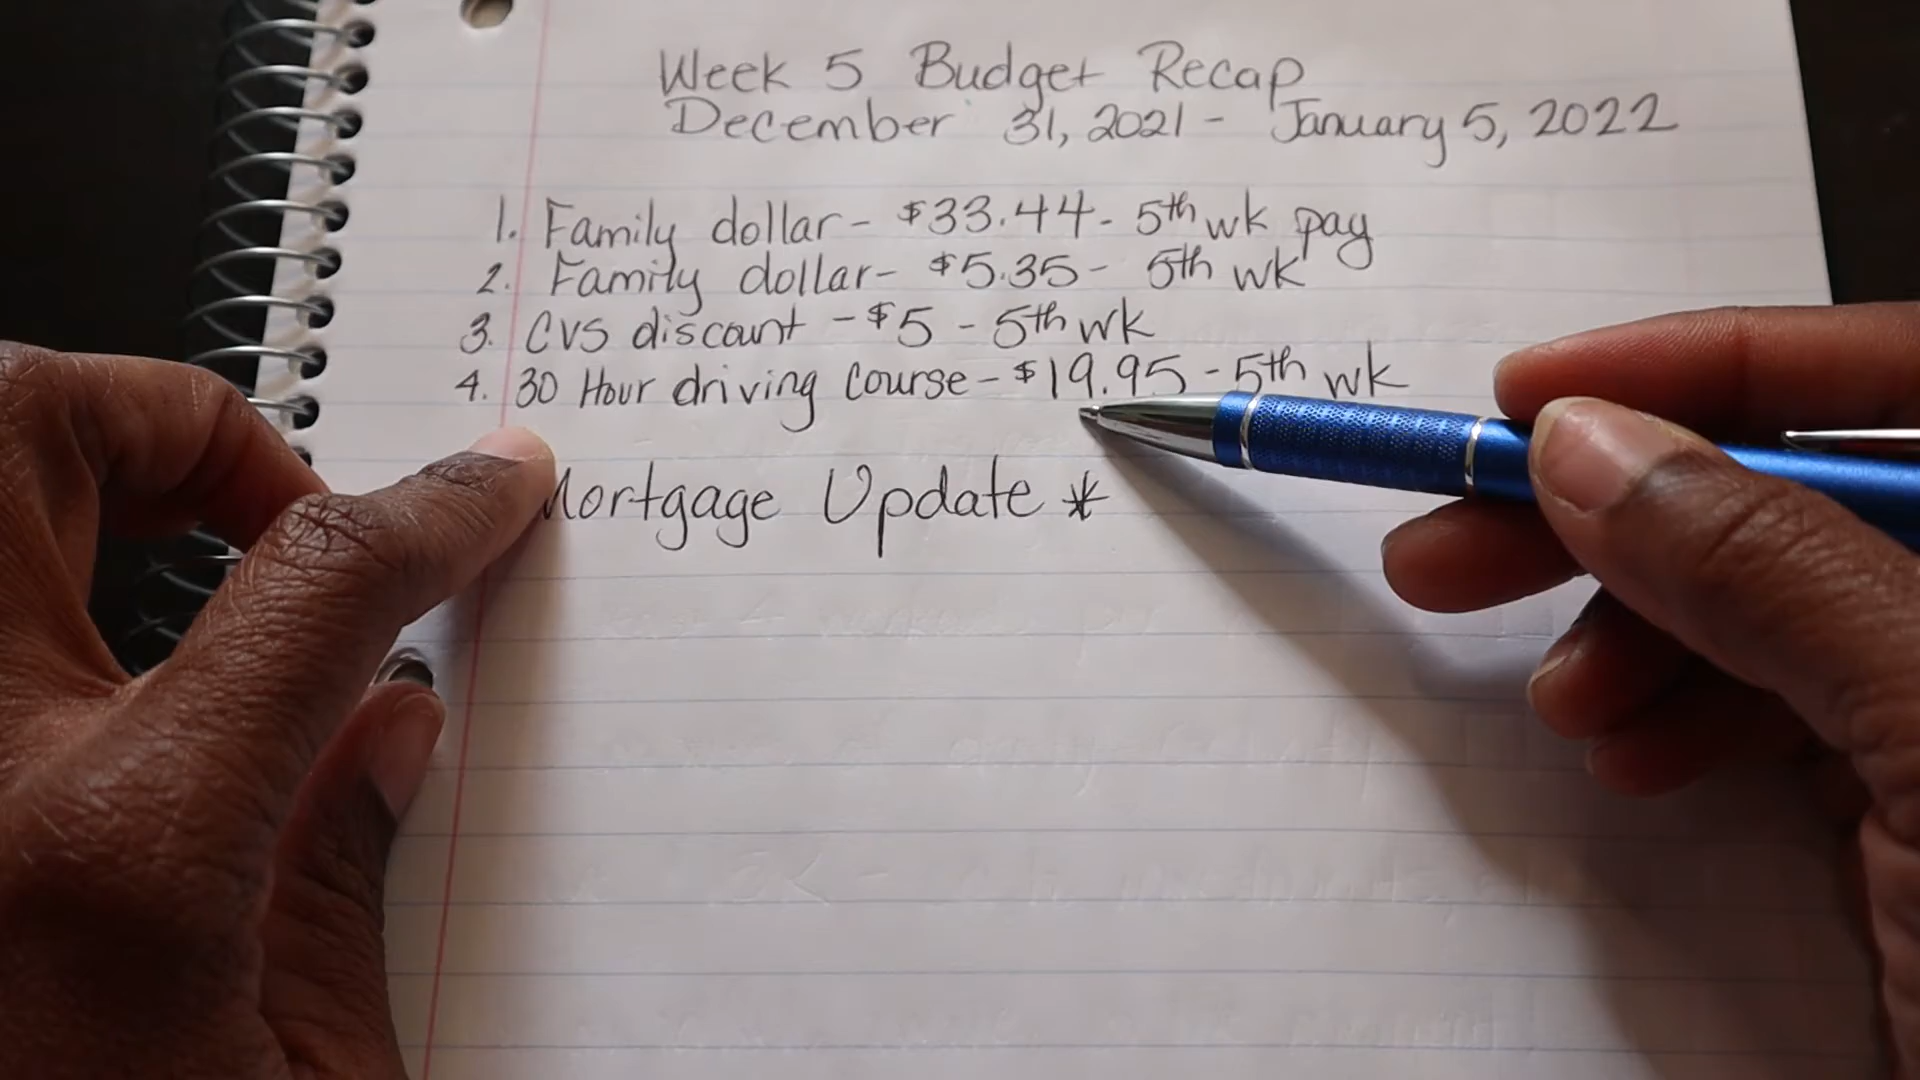 Week 5 Budget Recap
December 31, 2021 - January 5, 2022
1. Family dollar - $33.44 - 5th wk pay
2. Family dollar - $5.35 - 5th wk
3. CVS discount - $5 - 5th wk
4. 30 Hour driving course - $19.95 - 5th wk
Mortgage Update *